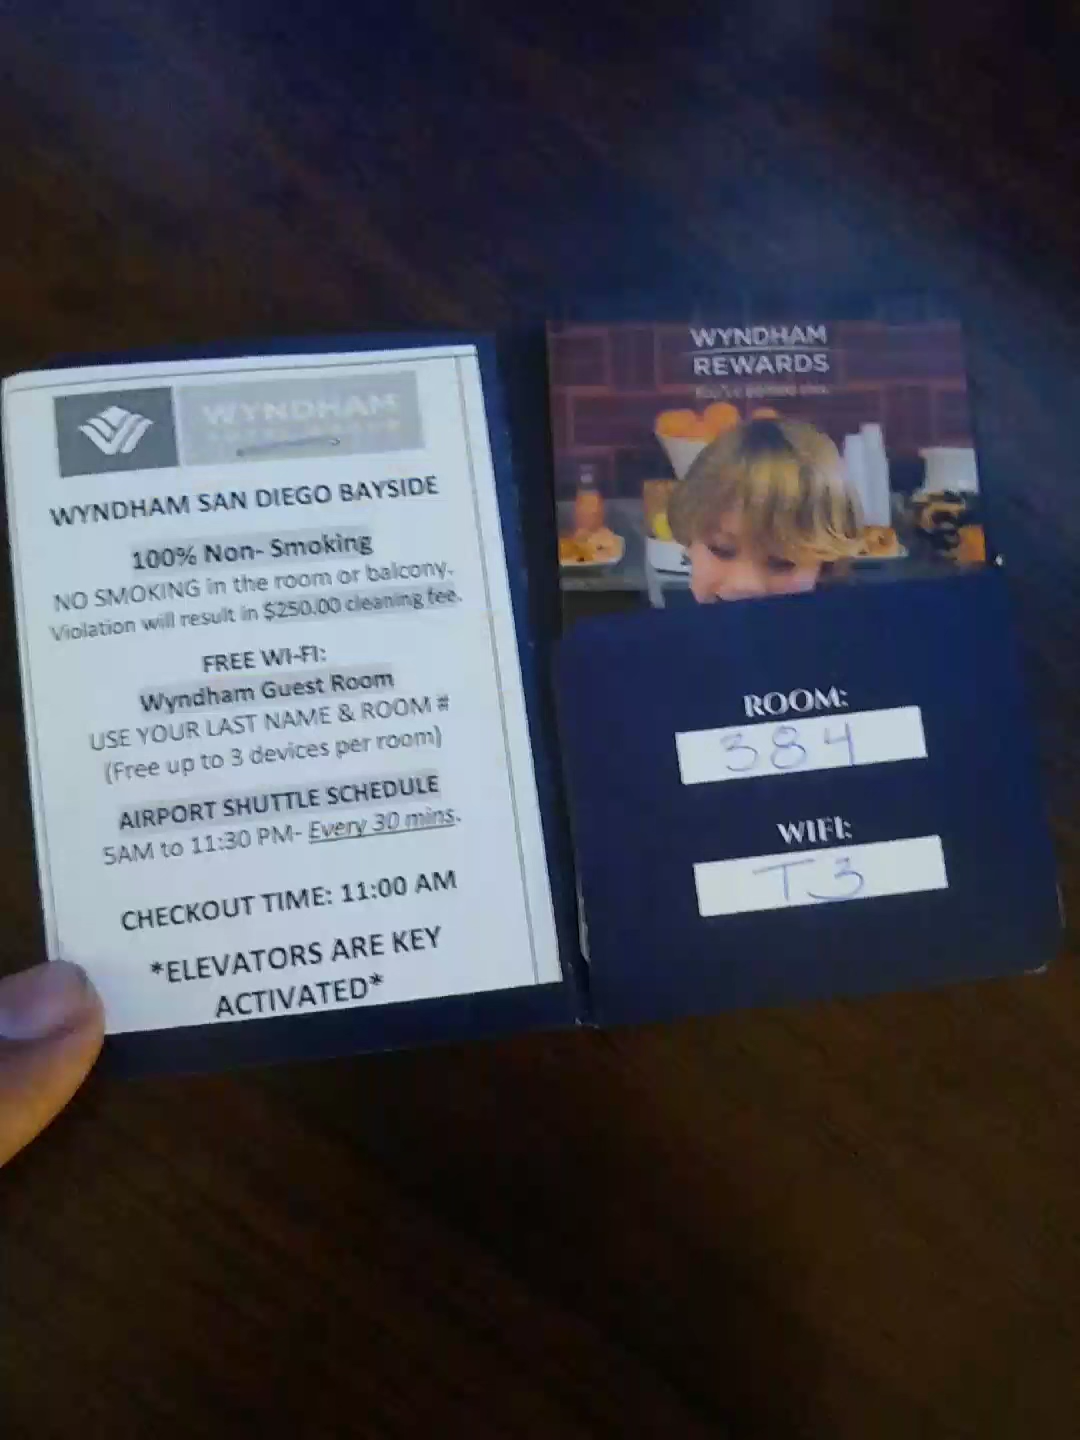 WYNDHAM
WYNDHAM SAN DIEGO BAYSIDE
100% Non- Smoking
NO SMOKING in the room or balcony.
Violation will result in $250.00 cleaning fee.
FREE WI-FI:
Wyndham Guest Room
USE YOUR LAST NAME & ROOM #
(Free up to 3 devices per room)
AIRPORT SHUTTLE SCHEDULE
5AM to 11:30 PM- Every 30 mins.
CHECKOUT TIME: 11:00 AM
*ELEVATORS ARE KEY
ACTIVATED*
WYNDHAM
REWARDS
ROOM:
384
WIFI:
T3